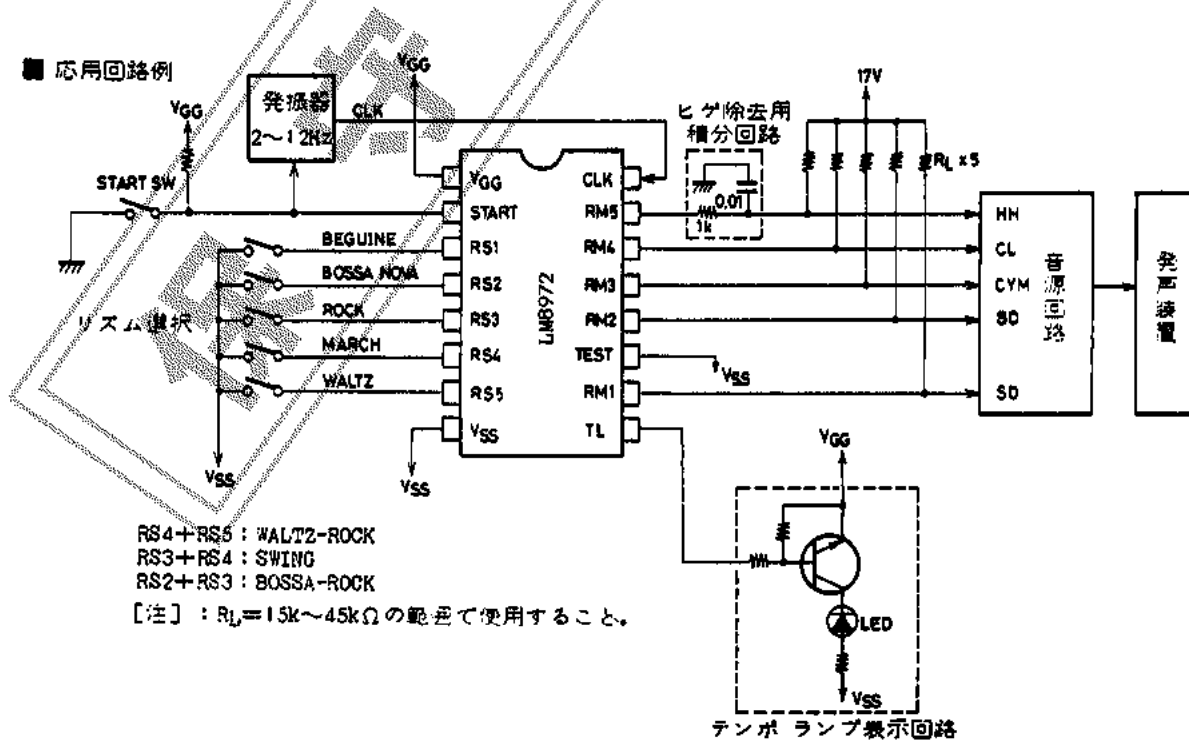 ■ 応用回路例
VGG
発振器
2〜12Hz
CLK
VGG
START SW
リズム選択
BEGUINE
BOSSA NOVA
ROCK
MARCH
WALTZ
VSS
VSS
VGG
START
RS1
RS2
RS3
RS4
RS5
VSS
LM8972
CLK
RM5
RM4
RM3
RM2
TEST
RM1
TL
ヒゲ除去用
積分回路
0.01
1k
17V
RL x 5
VSS
HH
CL
CYM
BD
SD
音源回路
発声装置
VGG
LED
VSS
テンポ ランプ表示回路
RS4+RS5 : WALTZ-ROCK
RS3+RS4 : SWING
RS2+RS3 : BOSSA-ROCK
[注] : RL=15k〜45kΩの範囲で使用すること。